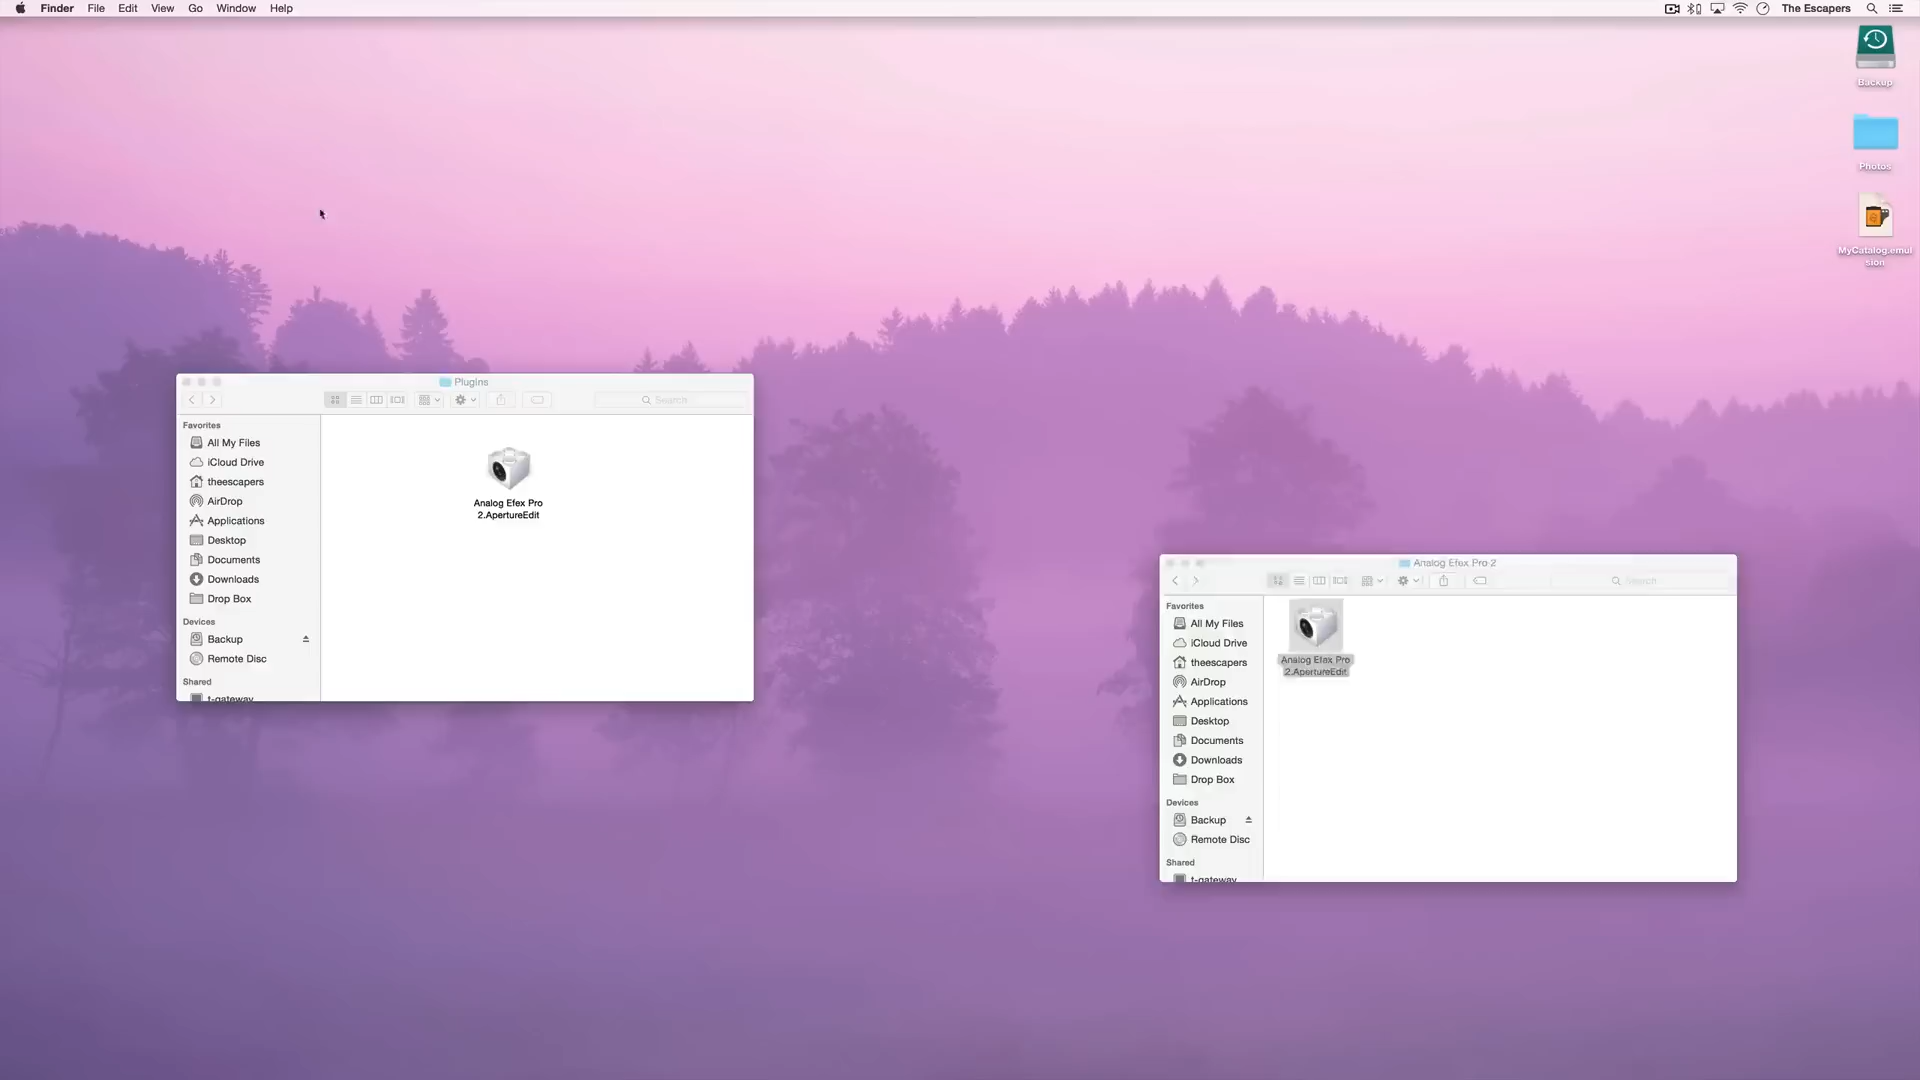 Finder File Edit View Go Window Help
The Escapers
Backup
Photos
MyCatalog.emul
sion
Plugins
Search
Favorites
All My Files
iCloud Drive
theescapers
AirDrop
Applications
Desktop
Documents
Downloads
Drop Box
Devices
Backup
Remote Disc
Shared
t-gateway
Analog Efex Pro
2.ApertureEdit
Analog Efex Pro 2
Search
Favorites
All My Files
iCloud Drive
theescapers
AirDrop
Applications
Desktop
Documents
Downloads
Drop Box
Devices
Backup
Remote Disc
Shared
t-gateway
Analog Efex Pro
2.ApertureEdit